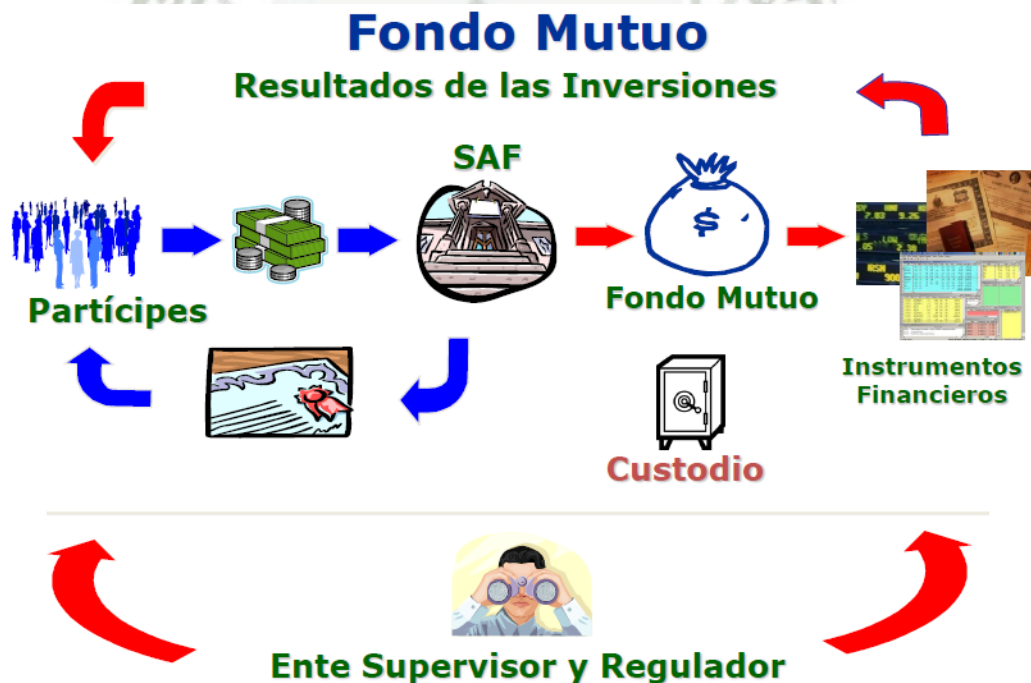 Fondo Mutuo
Resultados de las Inversiones
SAF
$
Partícipes
Fondo Mutuo
Instrumentos
Financieros
Custodio
Ente Supervisor y Regulador